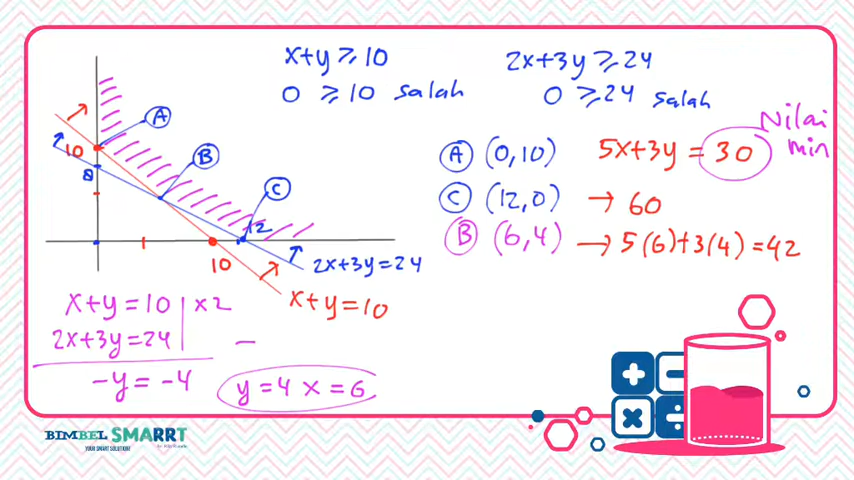 x+y ≥ 10
0 ≥ 10 salah
2x+3y ≥ 24
0 ≥ 24 salah
A
B
C
10
8
12
10
2x+3y=24
x+y=10
Nilai min
A (0,10) 5x+3y = 30
C (12,0) → 60
B (6,4) → 5(6)+3(4)=42
x+y=10 | x2
2x+3y=24 | −
-y = -4
y=4 x=6
BIMBEL SMARRT
YOUR SMART SOLUTION!